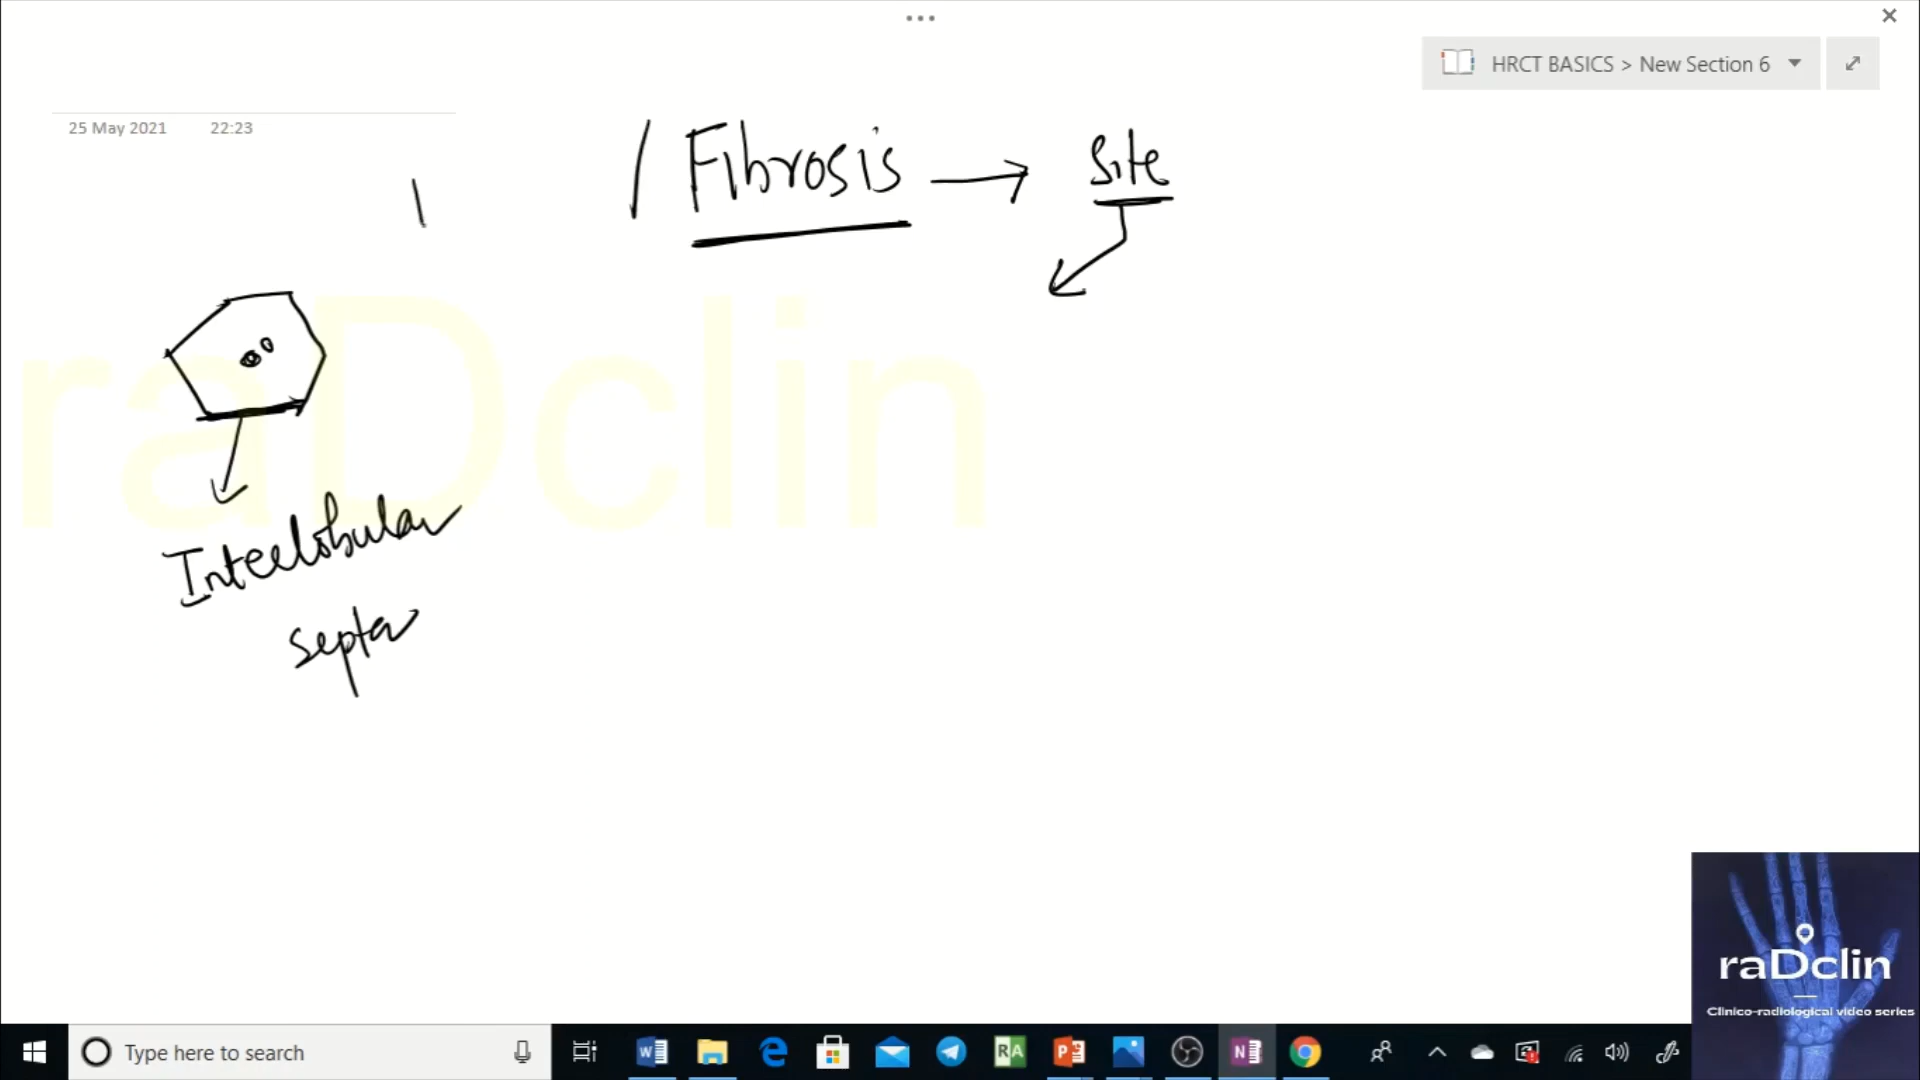 HRCT BASICS > New Section 6
25 May 2021 22:23
Fibrosis → Site
raDclin
Interlobular
septa
raDclin
Clinico-radiological video series
Type here to search